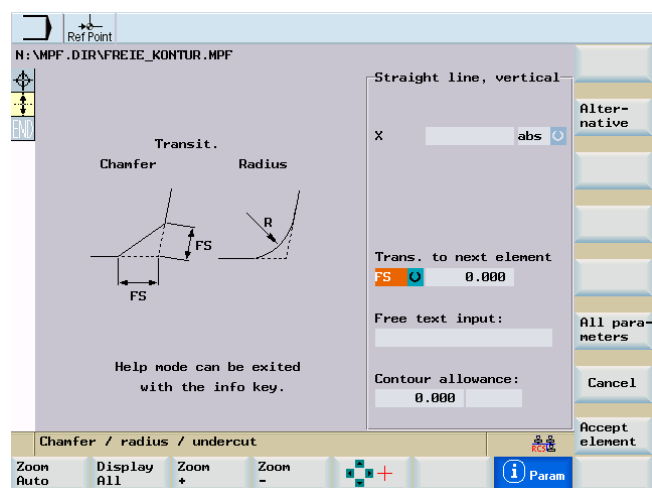 Ref Point
N:\MPF.DIR\FREIE_KONTUR.MPF
END
Transit.
Chamfer Radius
R
FS
FS
Help mode can be exited
with the info key.
Straight line, vertical
X abs
Trans. to next element
FS 0.000
Free text input:
Contour allowance:
0.000
Alter-
native
All para-
meters
Cancel
Accept
element
Chamfer / radius / undercut
RCS
Zoom
Auto
Display
All
Zoom
+
Zoom
-
i Param